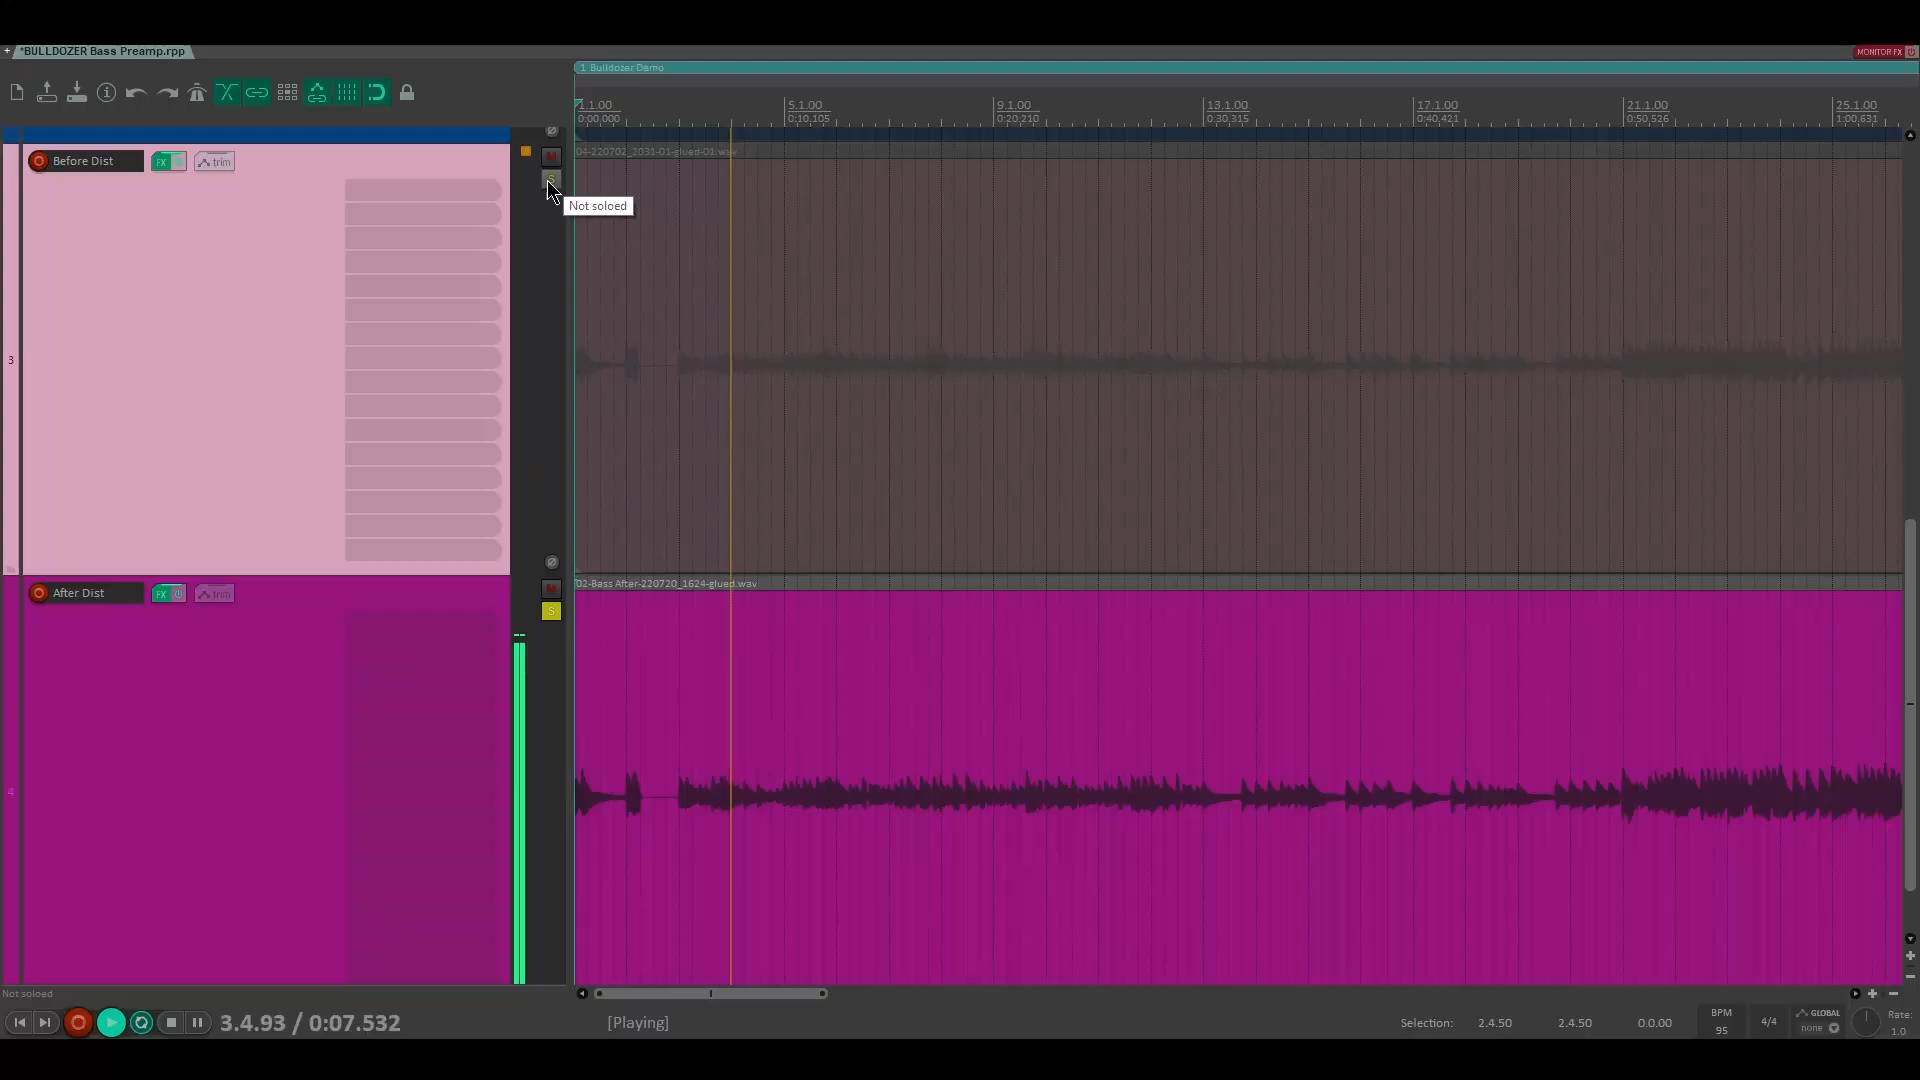 + *BULLDOZER Bass Preamp.rpp
MONITOR FX
1 Bulldozer Demo
1.1.00 5.1.00 9.1.00 13.1.00 17.1.00 21.1.00 25.1.00
0:00.000 0:10.105 0:20.210 0:30.315 0:40.421 0:50.526 1:00.631
04-220702_2031-01-glued-01.wav
Before Dist FX trim M
S
Not soloed
3
02-Bass After-220720_1624-glued.wav
After Dist FX trim M
S
4
Not soloed
3.4.93 / 0:07.532 [Playing] Selection: 2.4.50 2.4.50 0.0.00
BPM
95
4/4
GLOBAL
none
Rate:
1.0